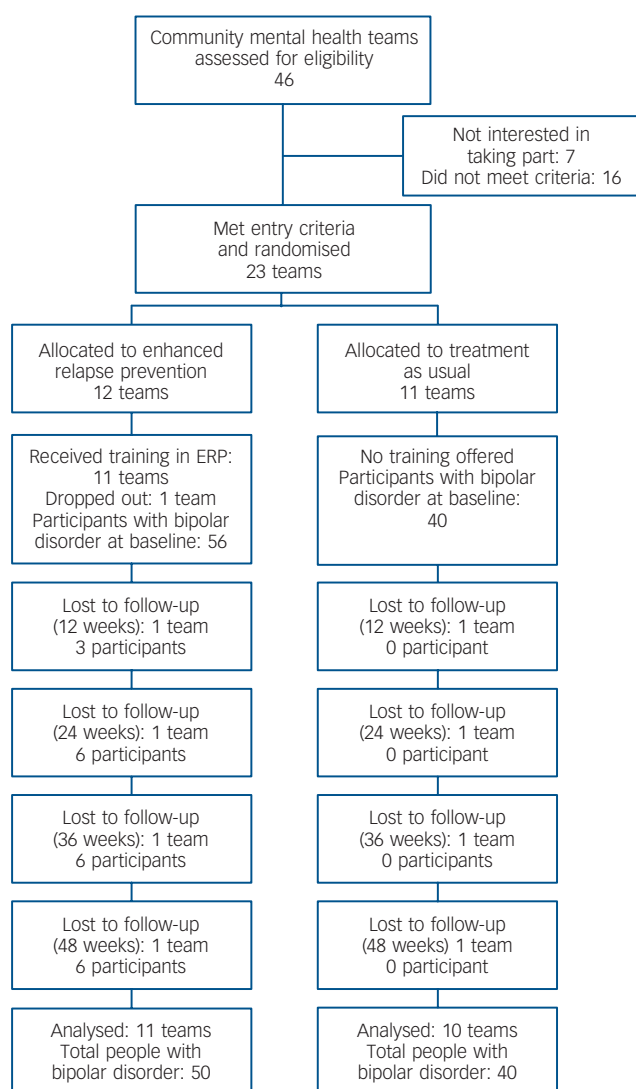 Community mental health teams
assessed for eligibility
46
Not interested in
taking part: 7
Did not meet criteria: 16
Met entry criteria
and randomised
23 teams
Allocated to enhanced
relapse prevention
12 teams
Allocated to treatment
as usual
11 teams
Received training in ERP:
11 teams
Dropped out: 1 team
Participants with bipolar
disorder at baseline: 56
No training offered
Participants with bipolar
disorder at baseline:
40
Lost to follow-up
(12 weeks): 1 team
3 participants
Lost to follow-up
(12 weeks): 1 team
0 participant
Lost to follow-up
(24 weeks): 1 team
6 participants
Lost to follow-up
(24 weeks): 1 team
0 participant
Lost to follow-up
(36 weeks): 1 team
6 participants
Lost to follow-up
(36 weeks): 1 team
0 participants
Lost to follow-up
(48 weeks): 1 team
6 participants
Lost to follow-up
(48 weeks) 1 team
0 participant
Analysed: 11 teams
Total people with
bipolar disorder: 50
Analysed: 10 teams
Total people with
bipolar disorder: 40